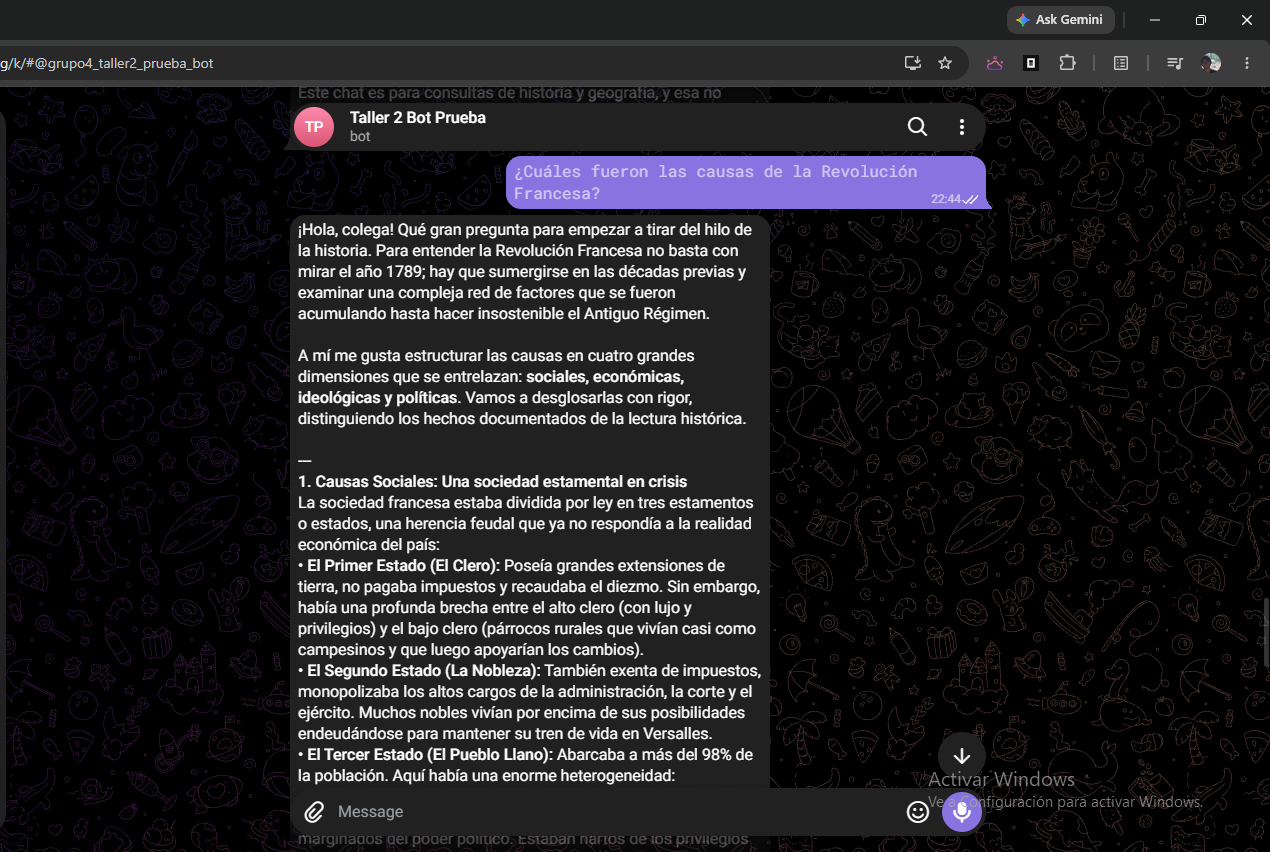 Ask Gemini
g/k/#@grupo4_taller2_prueba_bot
Este chat es para consultas de historia y geografía, y esa no
TP
Taller 2 Bot Prueba
bot
¿Cuáles fueron las causas de la Revolución
Francesa?
22:44
¡Hola, colega! Qué gran pregunta para empezar a tirar del hilo de
la historia. Para entender la Revolución Francesa no basta con
mirar el año 1789; hay que sumergirse en las décadas previas y
examinar una compleja red de factores que se fueron
acumulando hasta hacer insostenible el Antiguo Régimen.
A mí me gusta estructurar las causas en cuatro grandes
dimensiones que se entrelazan: sociales, económicas,
ideológicas y políticas. Vamos a desglosarlas con rigor,
distinguiendo los hechos documentados de la lectura histórica.
—
1. Causas Sociales: Una sociedad estamental en crisis
La sociedad francesa estaba dividida por ley en tres estamentos
o estados, una herencia feudal que ya no respondía a la realidad
económica del país:
• El Primer Estado (El Clero): Poseía grandes extensiones de
tierra, no pagaba impuestos y recaudaba el diezmo. Sin embargo,
había una profunda brecha entre el alto clero (con lujo y
privilegios) y el bajo clero (párrocos rurales que vivían casi como
campesinos y que luego apoyarían los cambios).
• El Segundo Estado (La Nobleza): También exenta de impuestos,
monopolizaba los altos cargos de la administración, la corte y el
ejército. Muchos nobles vivían por encima de sus posibilidades
endeudándose para mantener su tren de vida en Versalles.
• El Tercer Estado (El Pueblo Llano): Abarcaba a más del 98% de
la población. Aquí había una enorme heterogeneidad:
Activar Windows
Ve a Configuración para activar Windows.
Message
marginados del poder político. Estaban hartos de los privilegios